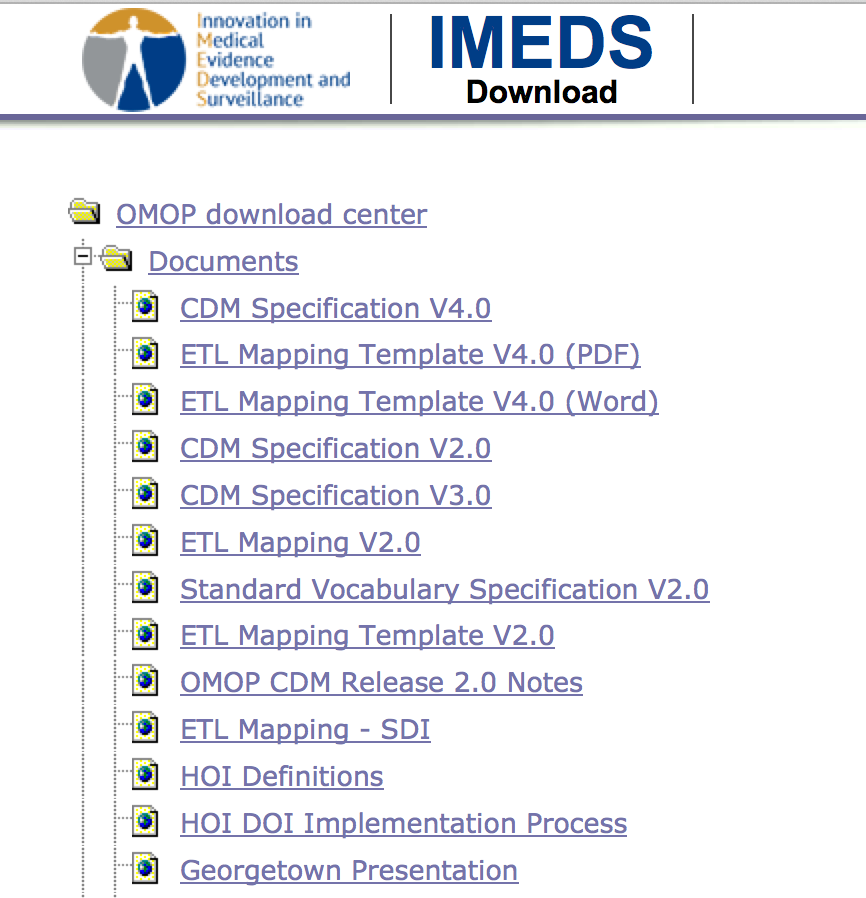 Innovation in
Medical
Evidence
Development and
Surveillance
IMEDS
Download
OMOP download center
Documents
CDM Specification V4.0
ETL Mapping Template V4.0 (PDF)
ETL Mapping Template V4.0 (Word)
CDM Specification V2.0
CDM Specification V3.0
ETL Mapping V2.0
Standard Vocabulary Specification V2.0
ETL Mapping Template V2.0
OMOP CDM Release 2.0 Notes
ETL Mapping - SDI
HOI Definitions
HOI DOI Implementation Process
Georgetown Presentation